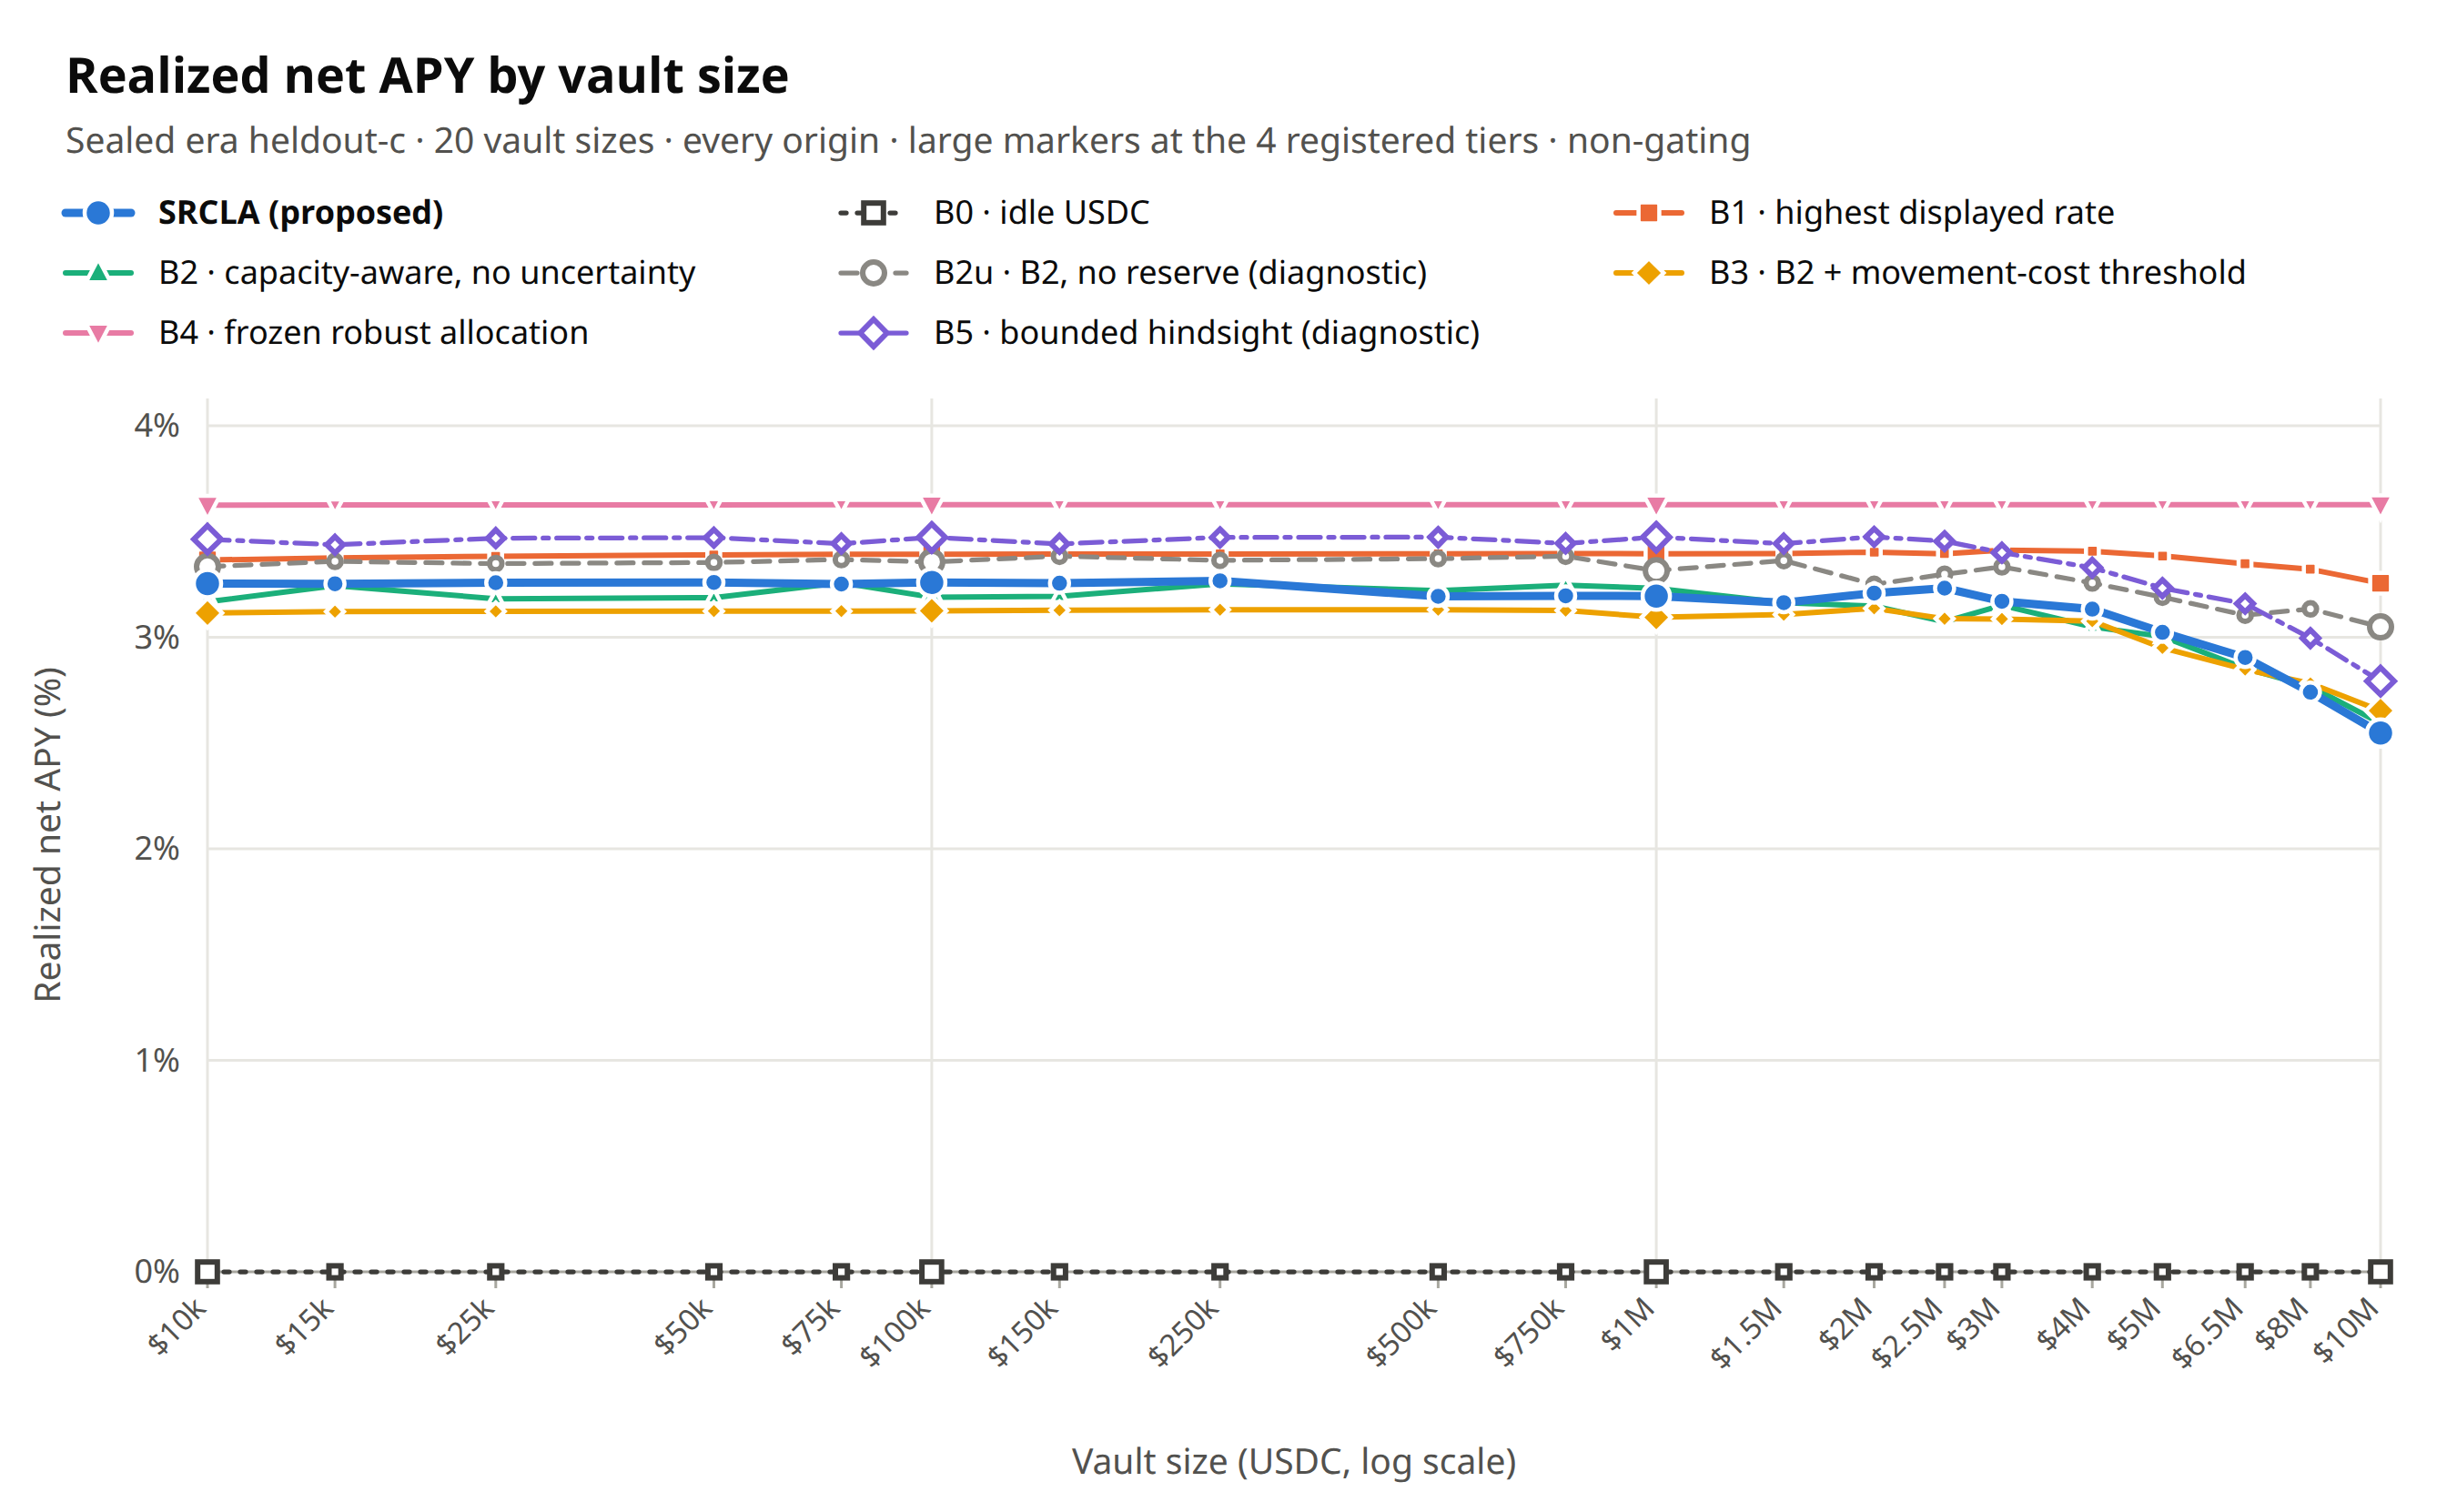 Realized net APY by vault size
Sealed era heldout-c · 20 vault sizes · every origin · large markers at the 4 registered tiers · non-gating
SRCLA (proposed)
B0 · idle USDC
B1 · highest displayed rate
B2 · capacity-aware, no uncertainty
B2u · B2, no reserve (diagnostic)
B3 · B2 + movement-cost threshold
B4 · frozen robust allocation
B5 · bounded hindsight (diagnostic)
4%
3%
2%
1%
0%
Realized net APY (%)
$10k
$15k
$25k
$50k
$75k
$100k
$150k
$250k
$500k
$750k
$1M
$1.5M
$2M
$2.5M
$3M
$4M
$5M
$6.5M
$8M
$10M
Vault size (USDC, log scale)